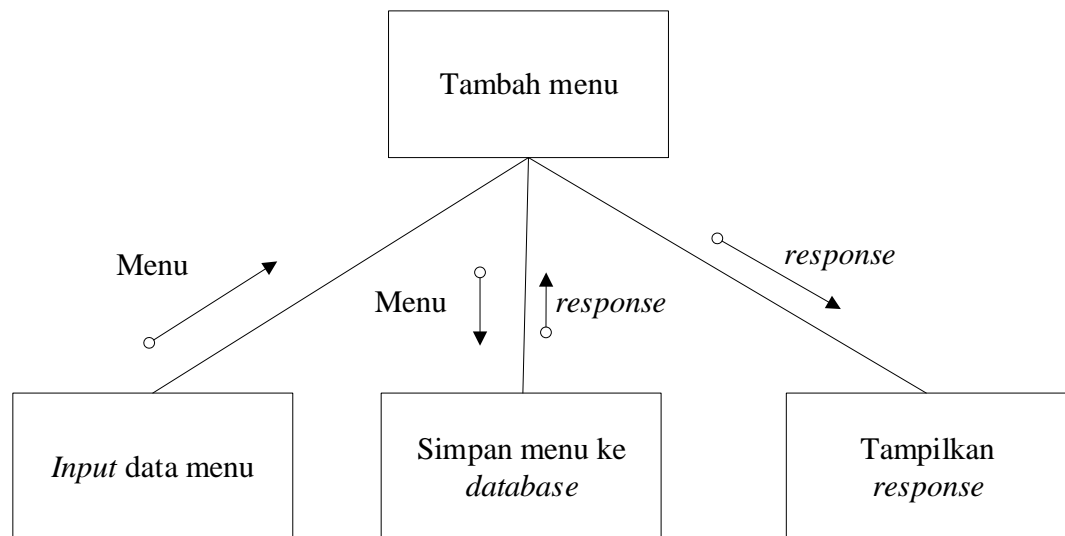 Tambah menu
Menu
response
Menu
response
Input data menu
Simpan menu ke
database
Tampilkan
response